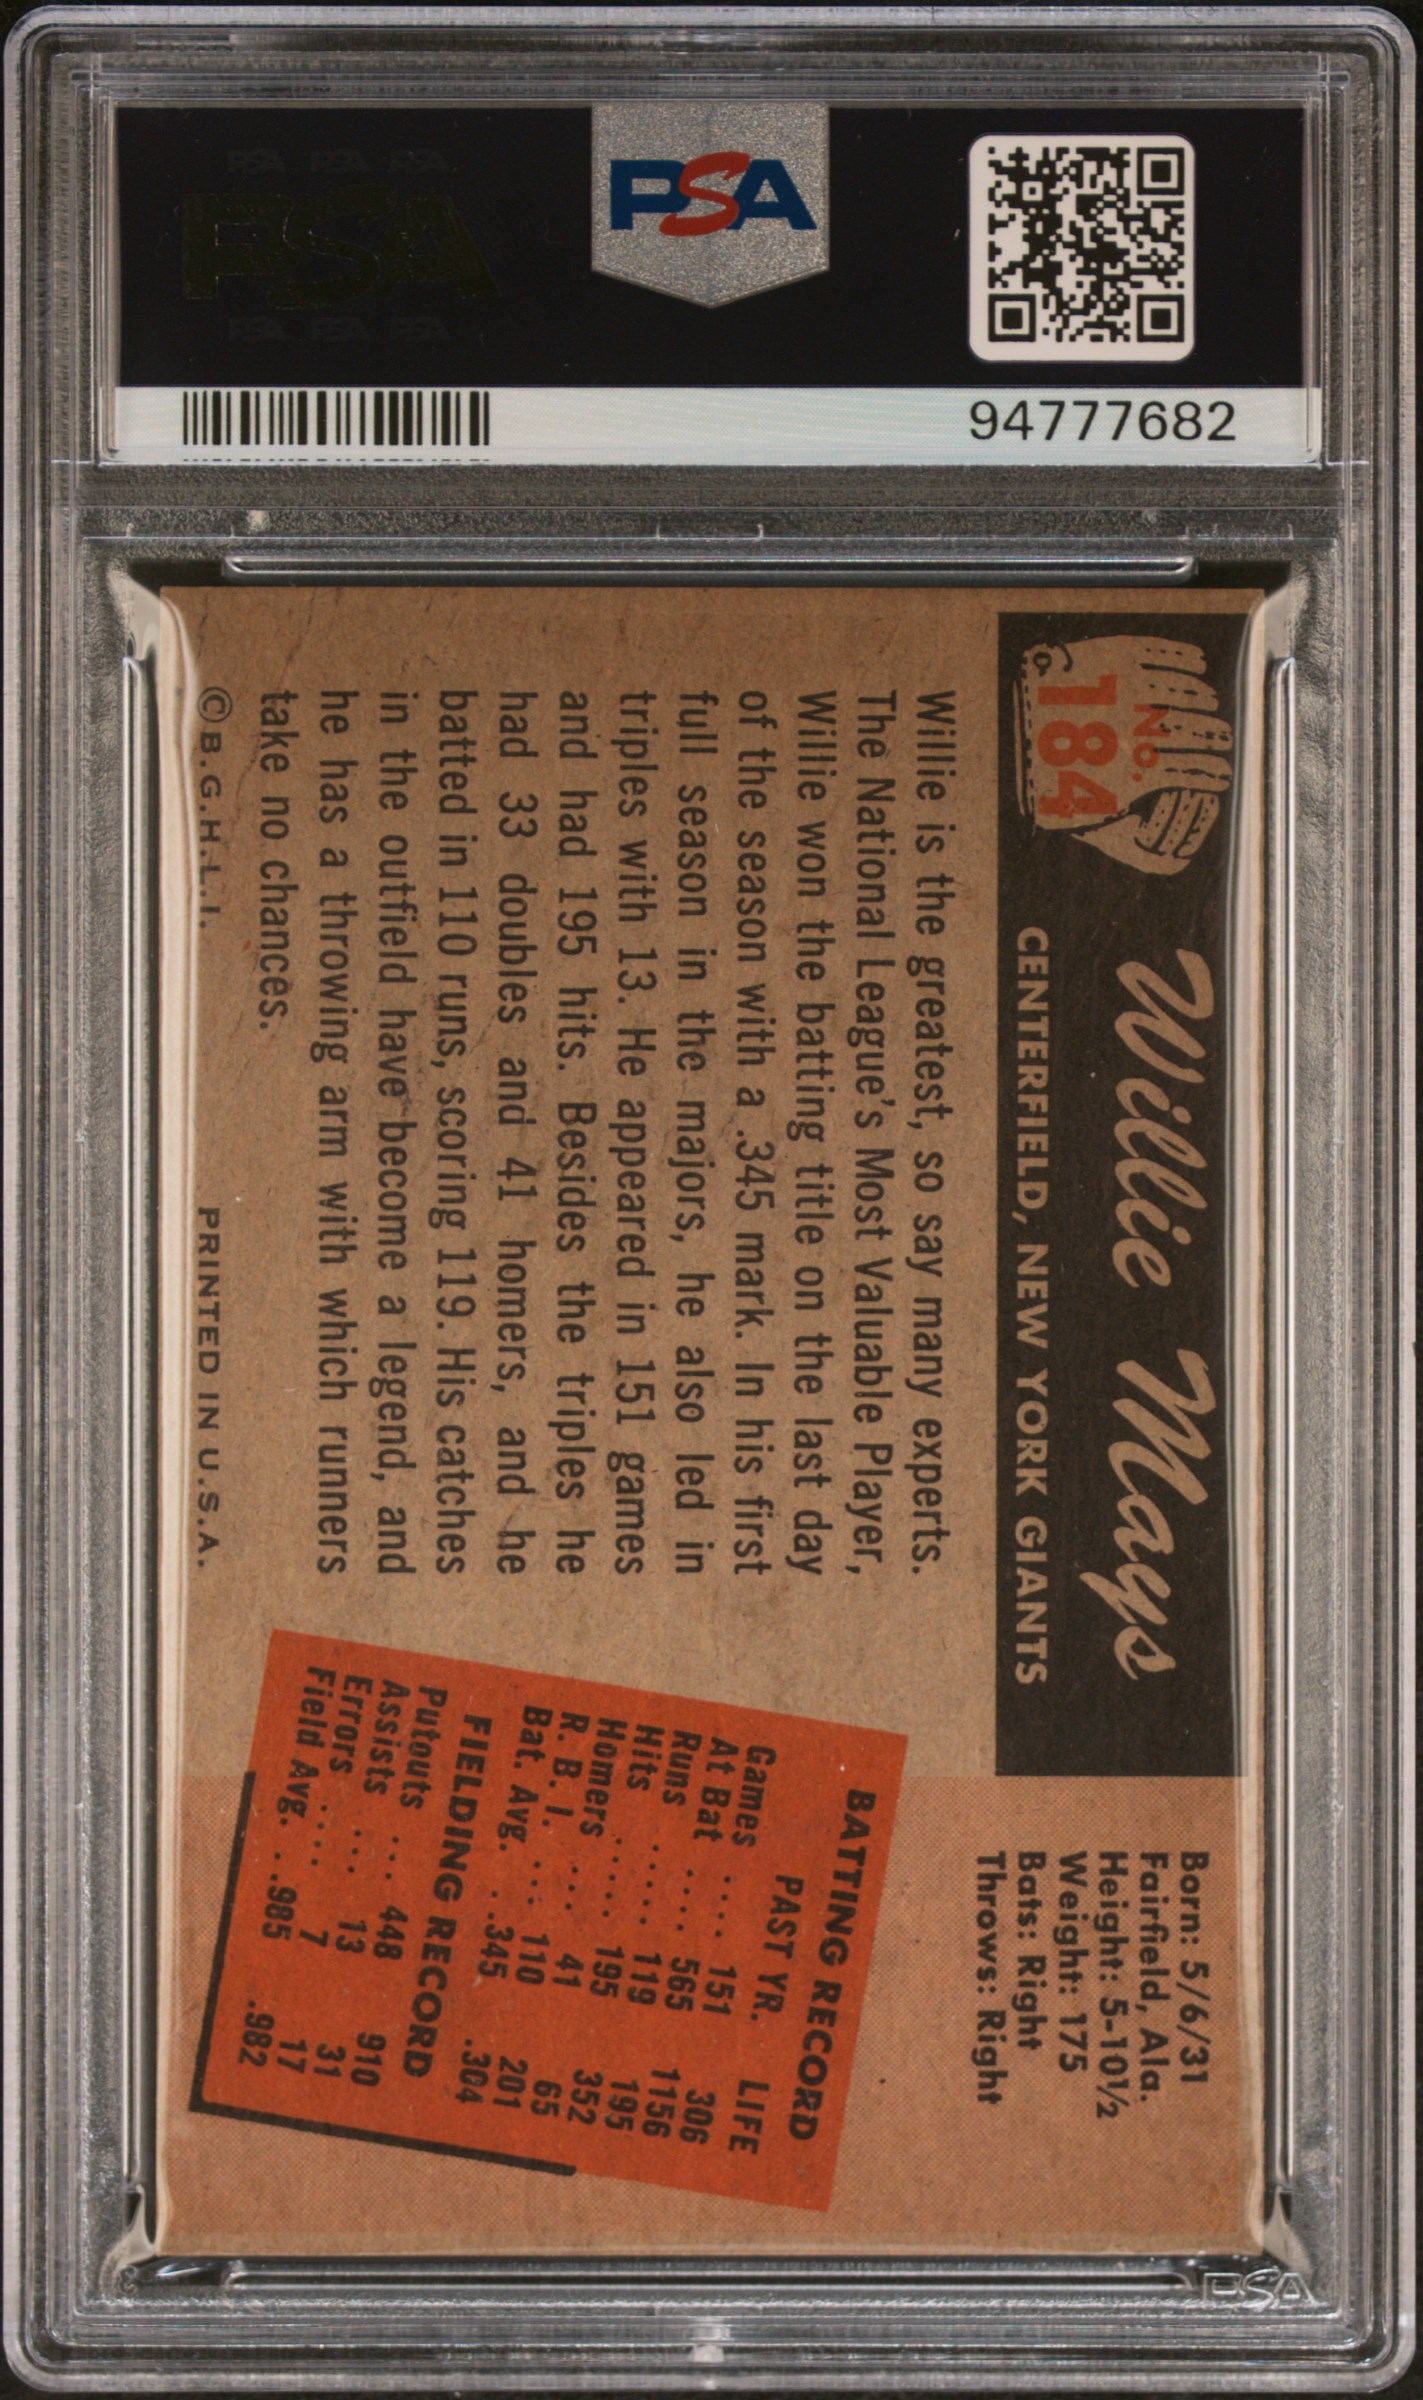 PSA PSA PSA
PSA
PSA PSA PSA
PSA
94777682
No.
184
Willie Mays
CENTERFIELD, NEW YORK GIANTS
Born: 5/6/31
Fairfield, Ala.
Height: 5-10½
Weight: 175
Bats: Right
Throws: Right
Willie is the greatest, so say many experts.
The National League's Most Valuable Player,
Willie won the batting title on the last day
of the season with a .345 mark. In his first
full season in the majors, he also led in
triples with 13. He appeared in 151 games
and had 195 hits. Besides the triples he
had 33 doubles and 41 homers, and he
batted in 110 runs, scoring 119. His catches
in the outfield have become a legend, and
he has a throwing arm with which runners
take no chances.
BATTING RECORD
PAST YR. LIFE
Games .... 151 306
At Bat .... 565 1156
Runs ...... 119 195
Hits ...... 195 352
Homers ... 41 65
R. B. I. .... 110 201
Bat. Avg. . .345 .304
FIELDING RECORD
Putouts ... 448 910
Assists ... 13 31
Errors .... 7 17
Field Avg. . .985 .982
©B.G.H.L.I.
PRINTED IN U.S.A.
PSA